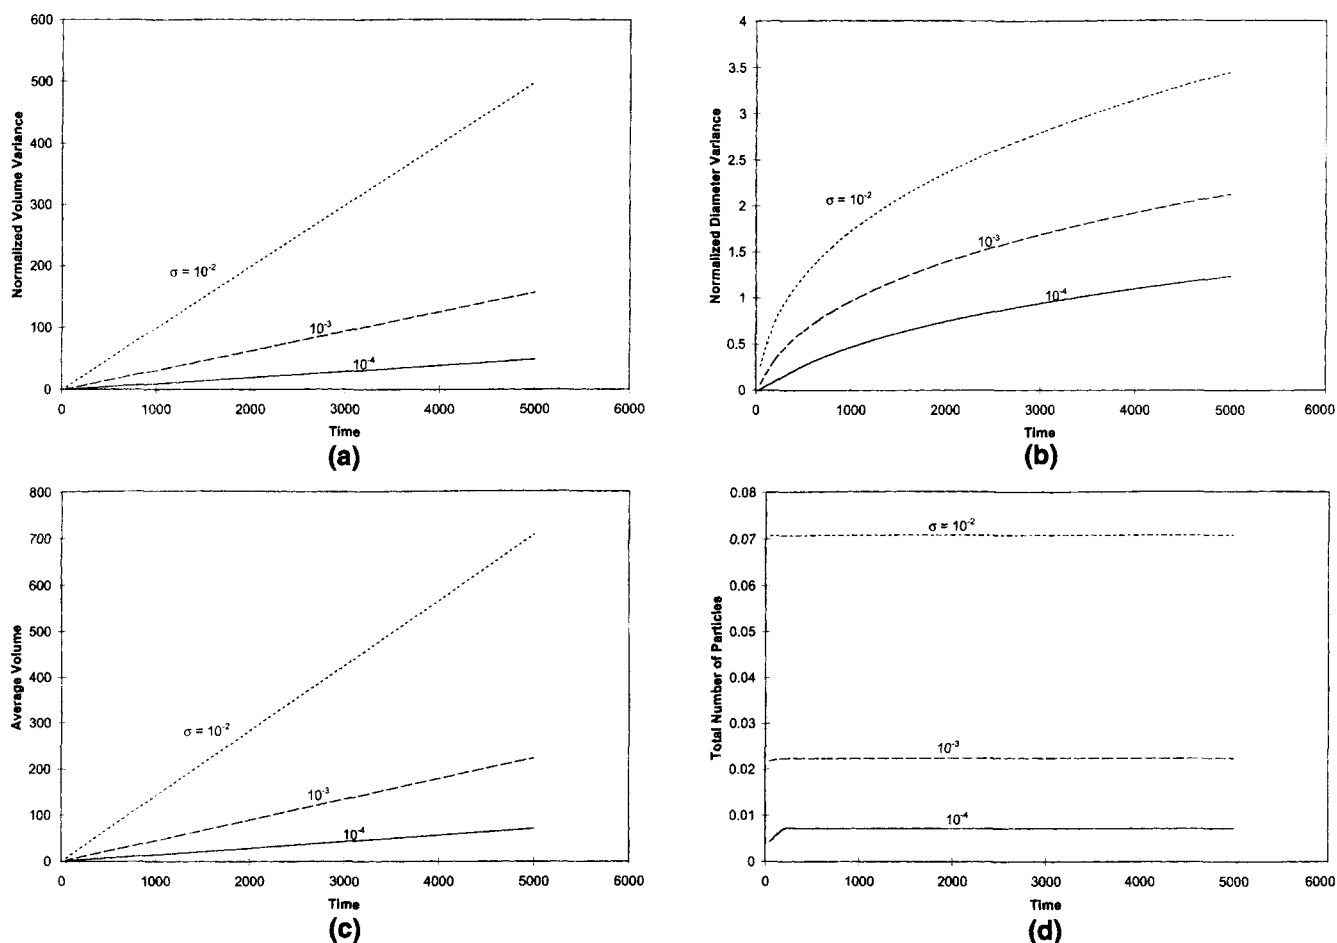 600
500
400
300
200
100
0
Normalized Volume Variance
σ = 10-2
10-3
10-4
0 1000 2000 3000 4000 5000 6000
Time
(a)
4
3.5
3
2.5
2
1.5
1
0.5
0
Normalized Diameter Variance
σ = 10-2
10-3
10-4
0 1000 2000 3000 4000 5000 6000
Time
(b)
800
700
600
500
400
300
200
100
0
Average Volume
σ = 10-2
10-3
10-4
0 1000 2000 3000 4000 5000 6000
Time
(c)
0.08
0.07
0.06
0.05
0.04
0.03
0.02
0.01
0
Total Number of Particles
σ = 10-2
10-3
10-4
0 1000 2000 3000 4000 5000 6000
Time
(d)